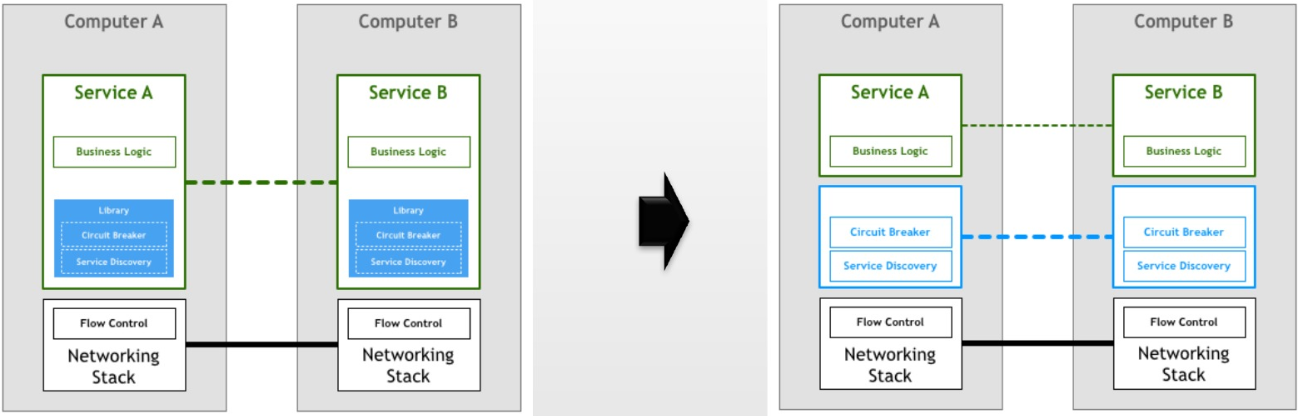 Computer A
Service A
Business Logic
Library
Circuit Breaker
Service Discovery
Flow Control
Networking
Stack
Computer B
Service B
Business Logic
Library
Circuit Breaker
Service Discovery
Flow Control
Networking
Stack
Computer A
Service A
Business Logic
Circuit Breaker
Service Discovery
Flow Control
Networking
Stack
Computer B
Service B
Business Logic
Circuit Breaker
Service Discovery
Flow Control
Networking
Stack